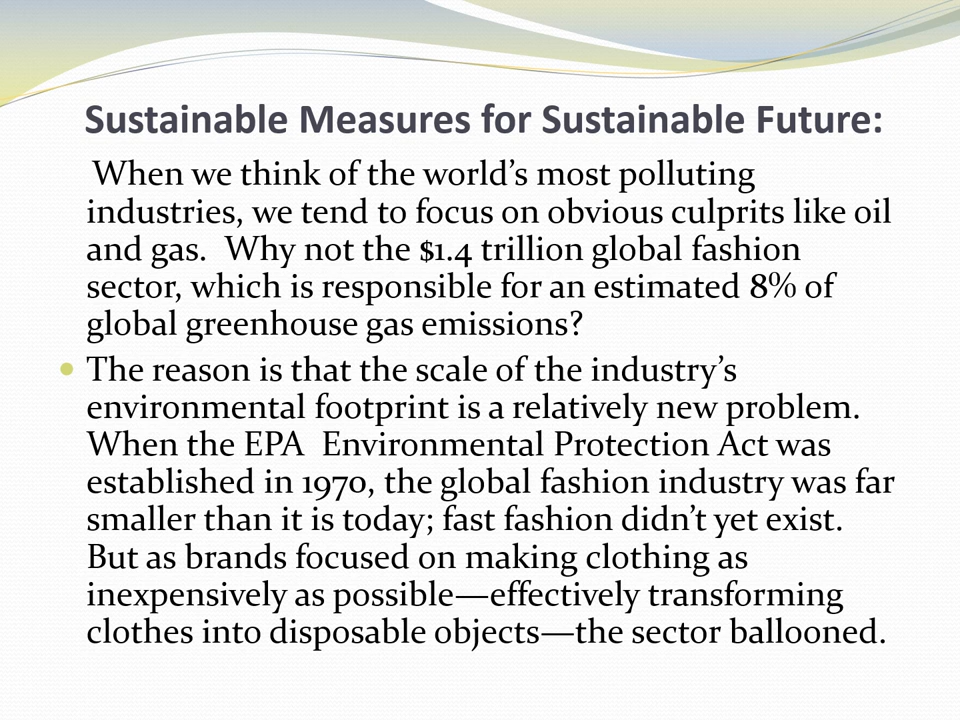 Sustainable Measures for Sustainable Future:
When we think of the world’s most polluting
industries, we tend to focus on obvious culprits like oil
and gas.  Why not the $1.4 trillion global fashion
sector, which is responsible for an estimated 8% of
global greenhouse gas emissions?
• The reason is that the scale of the industry’s
environmental footprint is a relatively new problem.
When the EPA  Environmental Protection Act was
established in 1970, the global fashion industry was far
smaller than it is today; fast fashion didn’t yet exist.
But as brands focused on making clothing as
inexpensively as possible—effectively transforming
clothes into disposable objects—the sector ballooned.